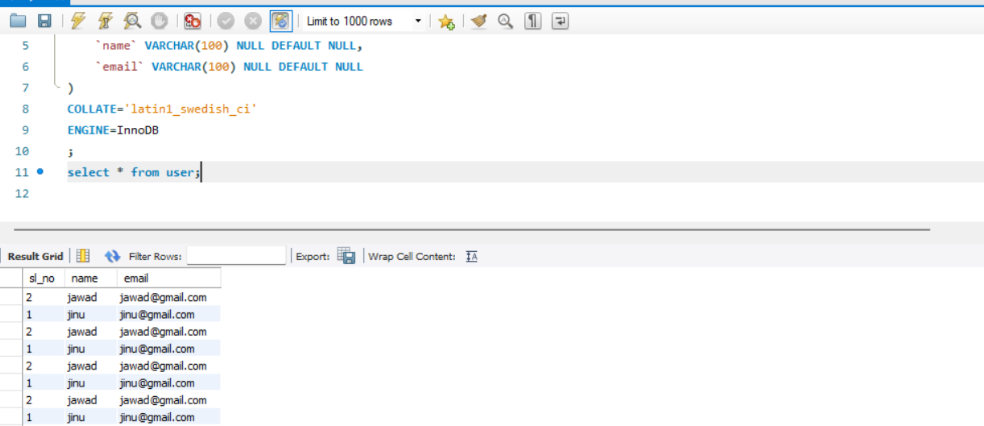 Limit to 1000 rows
5 `name` VARCHAR(100) NULL DEFAULT NULL,
6 `email` VARCHAR(100) NULL DEFAULT NULL
7 )
8 COLLATE='latin1_swedish_ci'
9 ENGINE=InnoDB
10 ;
11 select * from user;
12
Result Grid Filter Rows: Export: Wrap Cell Content: IA
sl_no name email
2 jawad jawad@gmail.com
1 jinu jinu@gmail.com
2 jawad jawad@gmail.com
1 jinu jinu@gmail.com
2 jawad jawad@gmail.com
1 jinu jinu@gmail.com
2 jawad jawad@gmail.com
1 jinu jinu@gmail.com